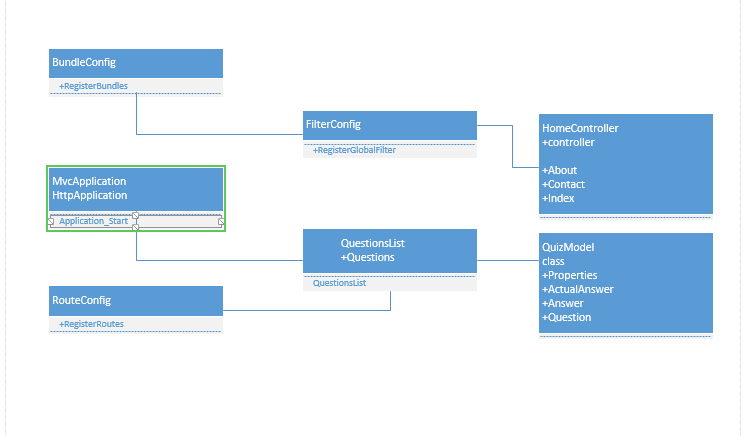 BundleConfig
+RegisterBundles
FilterConfig
+RegisterGlobalFilter
HomeController
+controller
+About
+Contact
+Index
MvcApplication
HttpApplication
Application_Start
QuestionsList
+Questions
QuestionsList
QuizModel
class
+Properties
+ActualAnswer
+Answer
+Question
RouteConfig
+RegisterRoutes